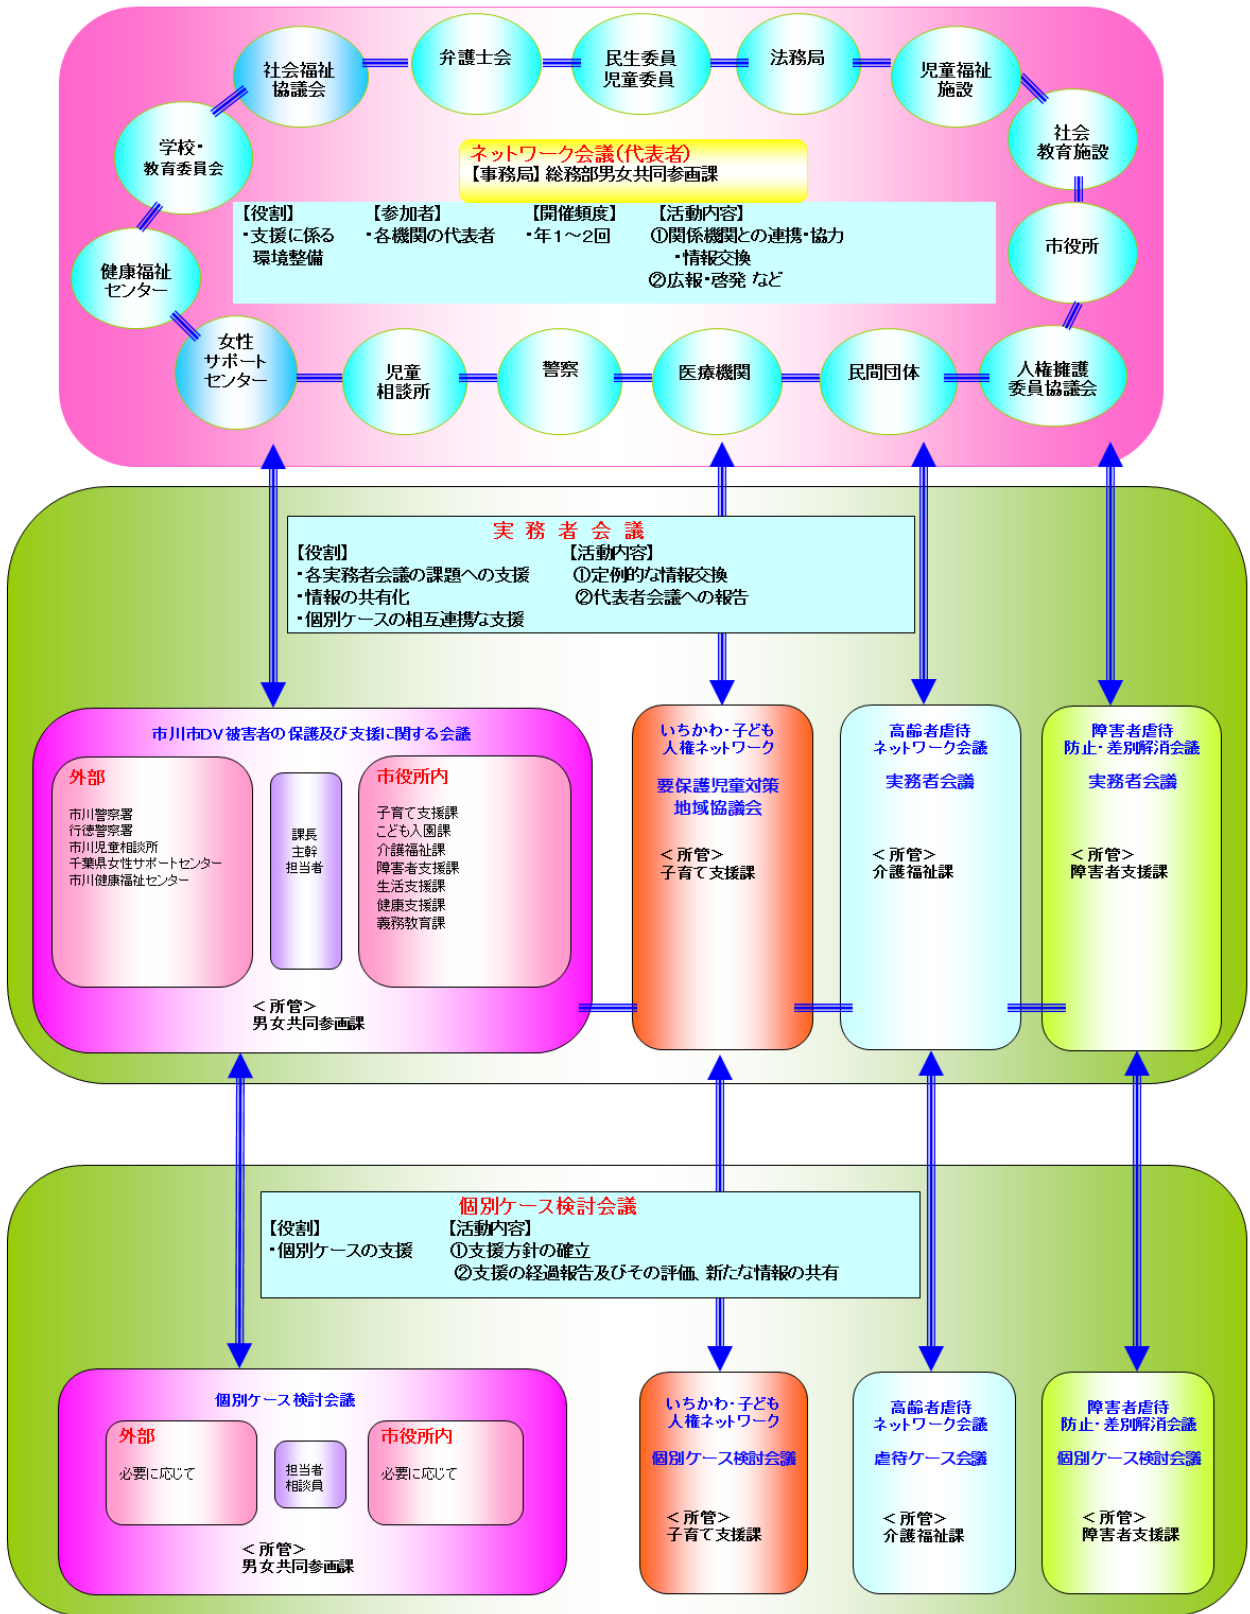 弁護士会
民生委員
児童委員
法務局
社会福祉
協議会
児童福祉
施設
学校・
教育委員会
社会
教育施設
ネットワーク会議(代表者)
【事務局】総務部男女共同参画課
【役割】 【参加者】 【開催頻度】 【活動内容】
・支援に係る ・各機関の代表者 ・年1～2回 ①関係機関との連携・協力
環境整備 ・情報交換
②広報・啓発 など
健康福祉
センター
市役所
女性
サポート
センター
児童
相談所
警察
医療機関
民間団体
人権擁護
委員協議会
実務者会議
【役割】 【活動内容】
・各実務者会議の課題への支援 ①定例的な情報交換
・情報の共有化 ②代表者会議への報告
・個別ケースの相互連携な支援
市川市DV被害者の保護及び支援に関する会議
外部
市川警察署
行徳警察署
市川児童相談所
千葉県女性サポートセンター
市川健康福祉センター
課長
主幹
担当者
市役所内
子育て支援課
こども入園課
介護福祉課
障害者支援課
生活支援課
健康支援課
義務教育課
<所管>
男女共同参画課
いちかわ・子ども
人権ネットワーク
要保護児童対策
地域協議会
<所管>
子育て支援課
高齢者虐待
ネットワーク会議
実務者会議
<所管>
介護福祉課
障害者虐待
防止・差別解消会議
実務者会議
<所管>
障害者支援課
個別ケース検討会議
【役割】 【活動内容】
・個別ケースの支援 ①支援方針の確立
②支援の経過報告及びその評価、新たな情報の共有
個別ケース検討会議
外部
必要に応じて
担当者
相談員
市役所内
必要に応じて
<所管>
男女共同参画課
いちかわ・子ども
人権ネットワーク
個別ケース検討会議
<所管>
子育て支援課
高齢者虐待
ネットワーク会議
虐待ケース会議
<所管>
介護福祉課
障害者虐待
防止・差別解消会議
個別ケース検討会議
<所管>
障害者支援課